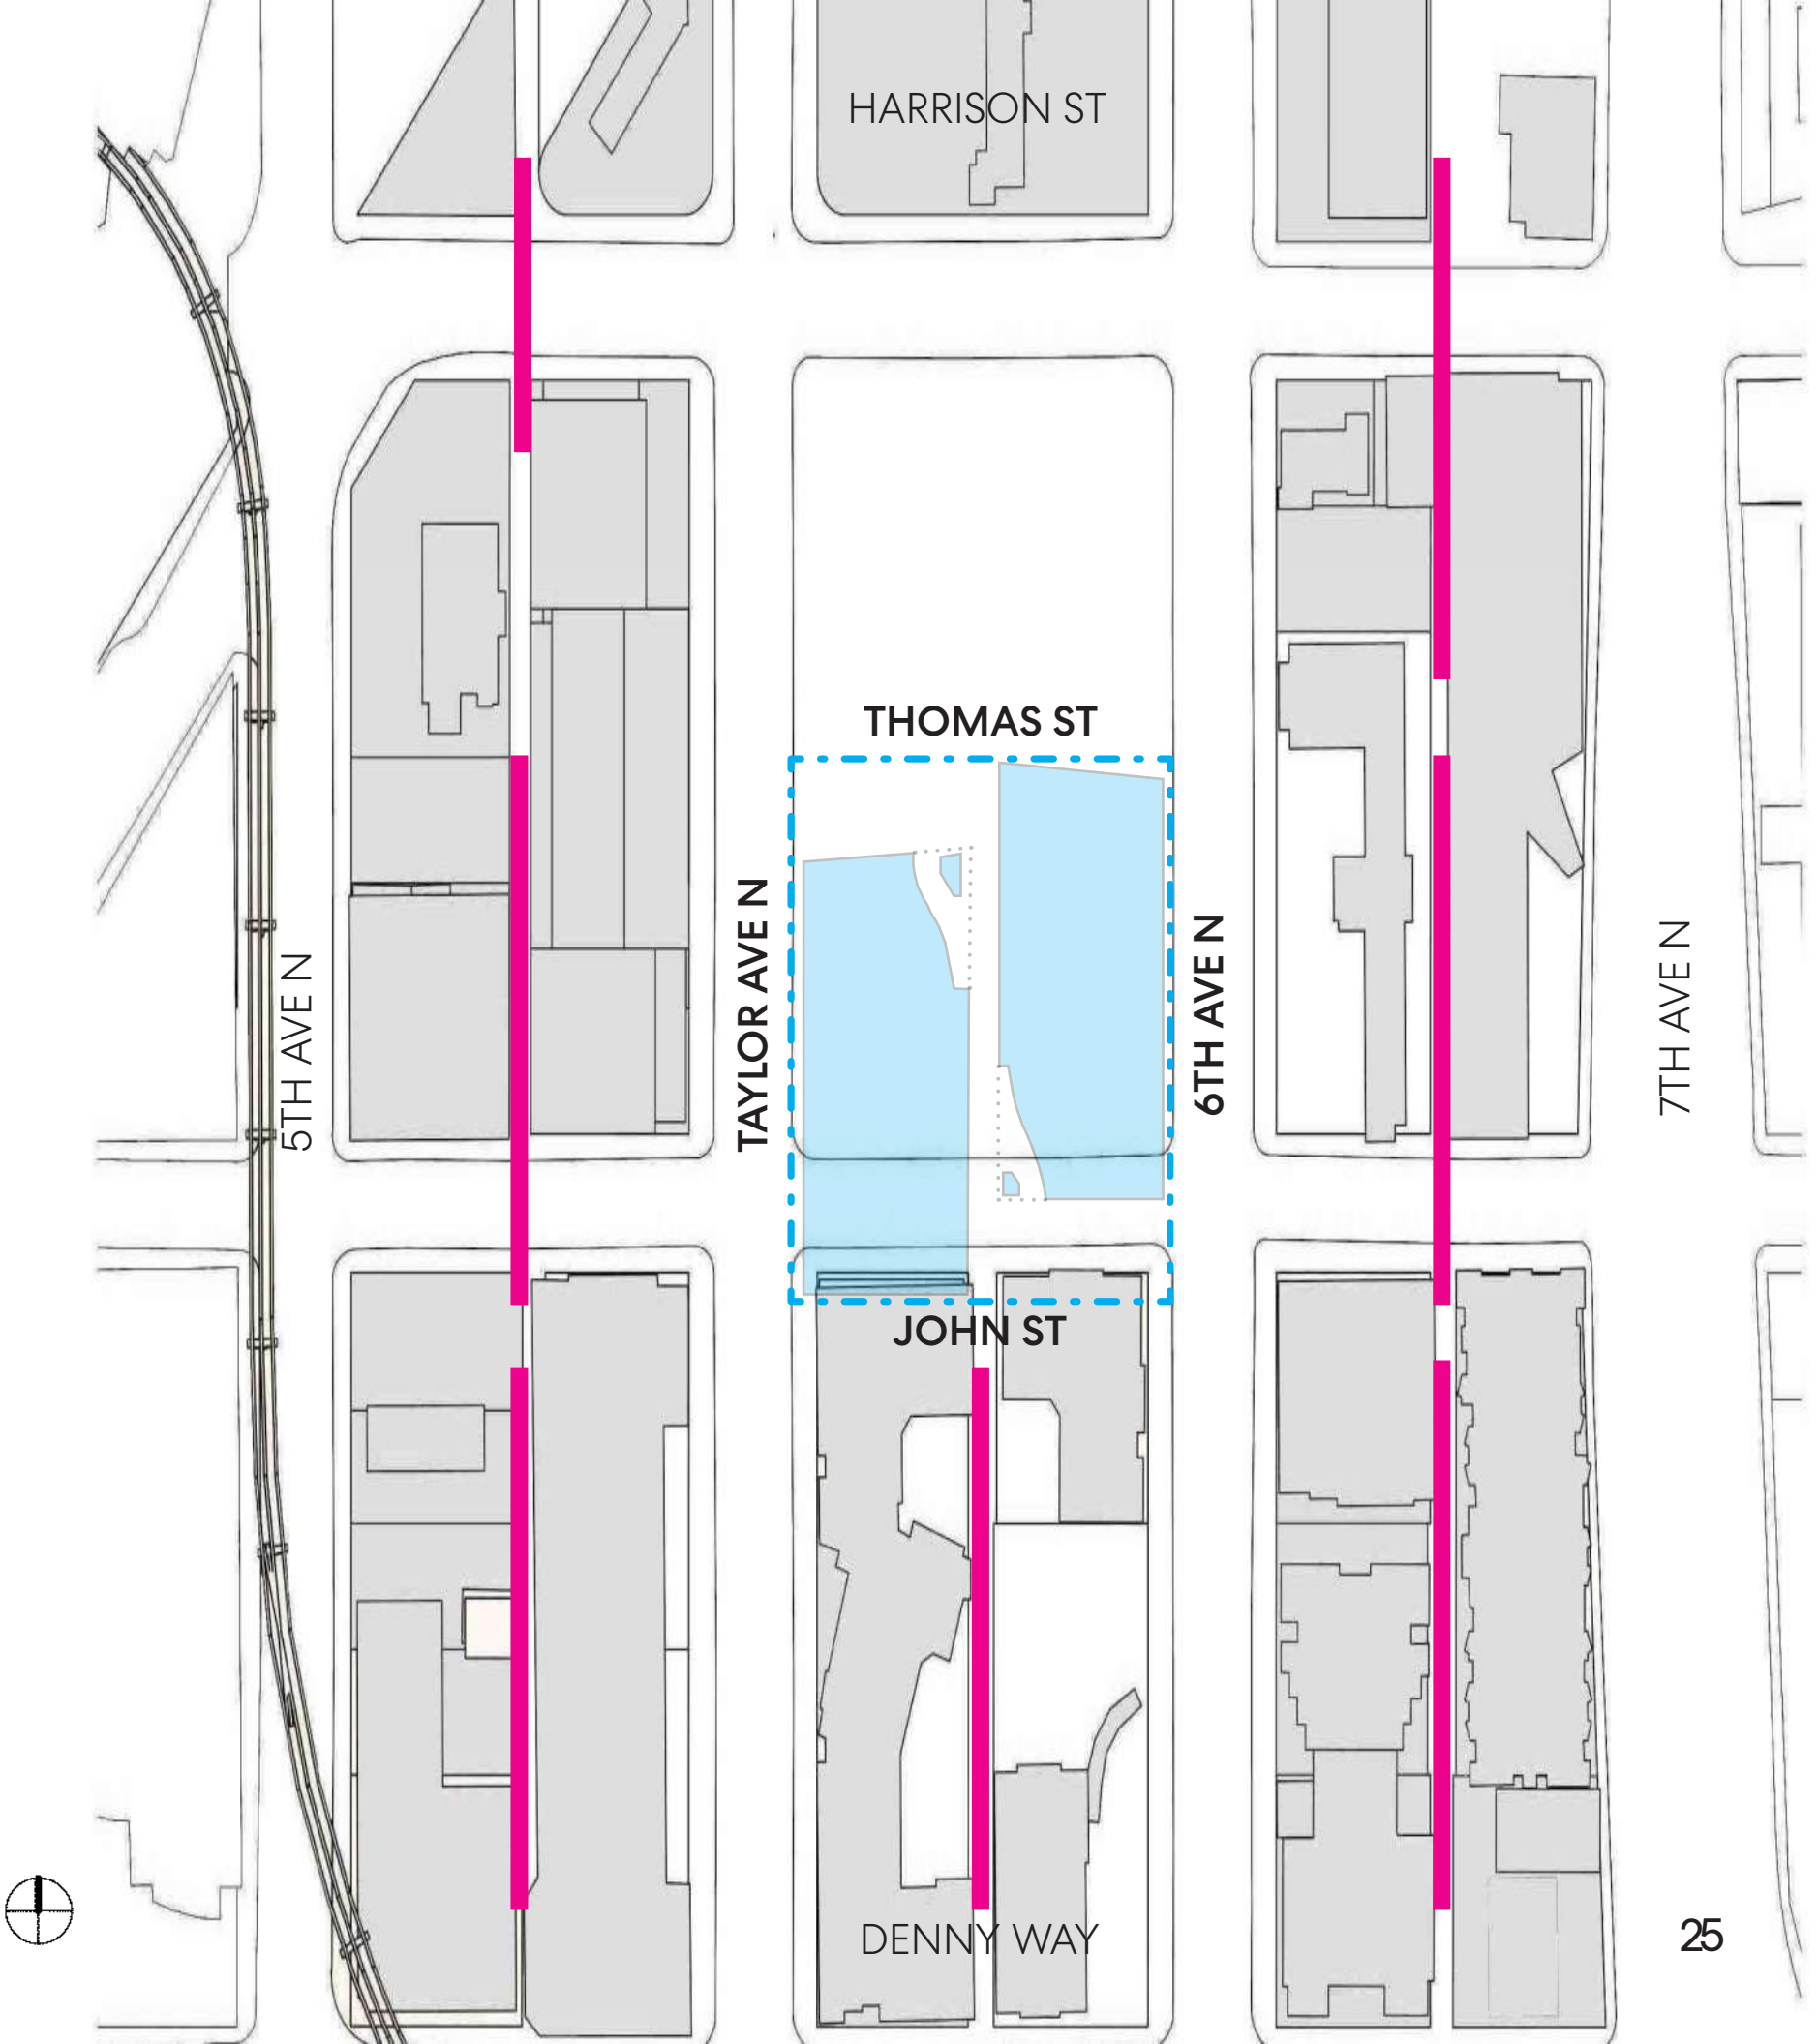 HARRISON ST
THOMAS ST
5TH AVE N
TAYLOR AVE N
6TH AVE N
7TH AVE N
JOHN ST
DENNY WAY
25